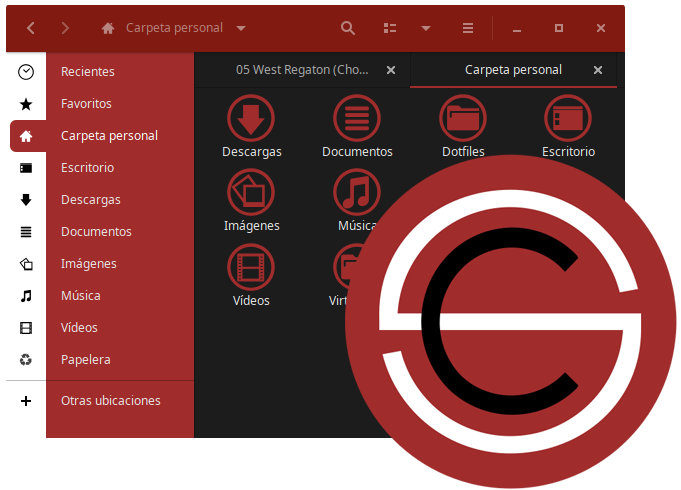 Carpeta personal
Recientes
Favoritos
Carpeta personal
Escritorio
Descargas
Documentos
Imágenes
Música
Vídeos
Papelera
Otras ubicaciones
05 West Regaton (Cho...
Carpeta personal
Descargas
Documentos
Dotfiles
Escritorio
Imágenes
Música
Vídeos